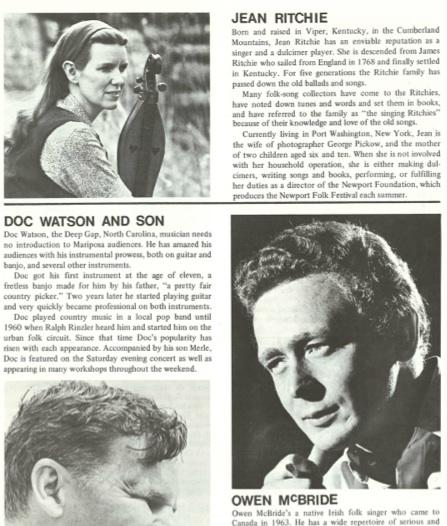 JEAN RITCHIE
Born and raised in Viper, Kentucky, in the Cumberland
Mountains, Jean Ritchie has an enviable reputation as a
singer and a dulcimer player. She is descended from James
Ritchie who sailed from England in 1768 and finally settled
in Kentucky. For five generations the Ritchie family has
passed down the old ballads and songs.
Many folk-song collectors have come to the Ritchies,
have noted down tunes and words and set them in books,
and have referred to the family as "the singing Ritchies"
because of their knowledge and love of the old songs.
Currently living in Port Washington, New York, Jean is
the wife of photographer George Pickow, and the mother
of two children aged six and ten. When she is not involved
with her household operation, she is either making dul-
cimers, writing songs and books, performing, or fulfilling
her duties as a director of the Newport Foundation, which
produces the Newport Folk Festival each summer.
DOC WATSON AND SON
Doc Watson, the Deep Gap, North Carolina, musician needs
no introduction to Mariposa audiences. He has amazed his
audiences with his instrumental prowess, both on guitar and
banjo, and several other instruments.
Doc got his first instrument at the age of eleven, a
fretless banjo made for him by his father, "a pretty fair
country picker." Two years later he started playing guitar
and very quickly became professional on both instruments.
Doc played country music in a local pop band until
1960 when Ralph Rinzler heard him and started him on the
urban folk circuit. Since that time Doc's popularity has
risen with each appearance. Accompanied by his son Merle,
Doc is featured on the Saturday evening concert as well as
appearing in many workshops throughout the weekend.
OWEN McBRIDE
Owen McBride's a native Irish folk singer who came to
Canada in 1963. He has a wide repertoire of serious and